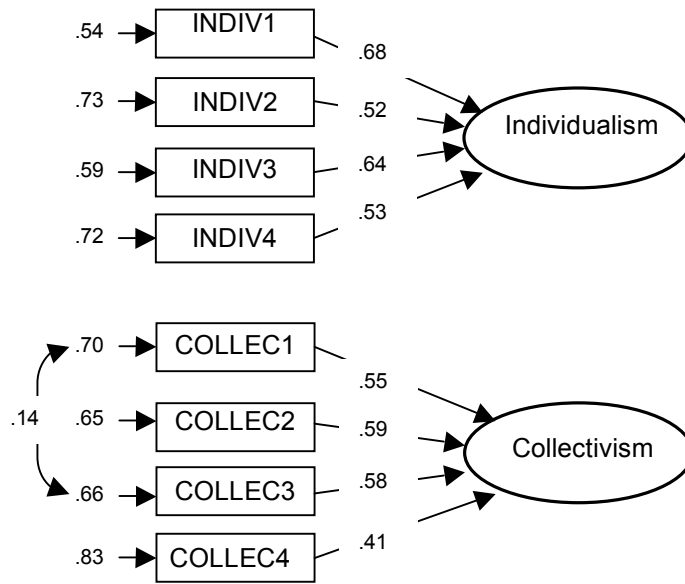 .54 INDIV1 .68
.73 INDIV2 .52
Individualism
.59 INDIV3 .64
.72 INDIV4 .53
.70 COLLEC1 .55
.14 .65 COLLEC2 .59
Collectivism
.66 COLLEC3 .58
.83 COLLEC4 .41